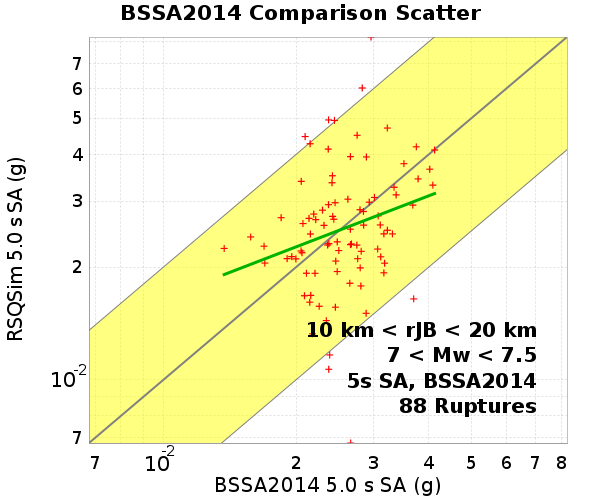 BSSA2014 Comparison Scatter
RSQSim 5.0 s SA (g)
7
6
5
4
3
2
10-2
7
10 km < rJB < 20 km
7 < Mw < 7.5
5s SA, BSSA2014
88 Ruptures
7 10-2 2 3 4 5 6 7 8
BSSA2014 5.0 s SA (g)